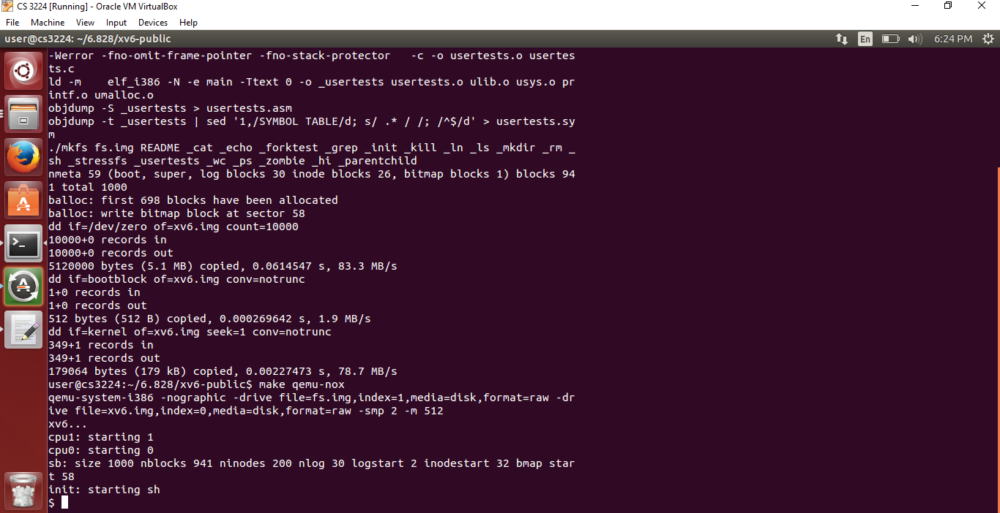 CS 3224 [Running] - Oracle VM VirtualBox
File Machine View Input Devices Help
user@cs3224: ~/6.828/xv6-public En 6:24 PM
-Werror -fno-omit-frame-pointer -fno-stack-protector   -c -o usertests.o usertes
ts.c
ld -m    elf_i386 -N -e main -Ttext 0 -o _usertests usertests.o ulib.o usys.o pr
intf.o umalloc.o
objdump -S _usertests > usertests.asm
objdump -t _usertests | sed '1,/SYMBOL TABLE/d; s/ .* / /; /^$/d' > usertests.sy
m
./mkfs fs.img README _cat _echo _forktest _grep _init _kill _ln _ls _mkdir _rm _
sh _stressfs _usertests _wc _ps _zombie _hi _parentchild
nmeta 59 (boot, super, log blocks 30 inode blocks 26, bitmap blocks 1) blocks 94
1 total 1000
balloc: first 698 blocks have been allocated
balloc: write bitmap block at sector 58
dd if=/dev/zero of=xv6.img count=10000
10000+0 records in
10000+0 records out
5120000 bytes (5.1 MB) copied, 0.0614547 s, 83.3 MB/s
dd if=bootblock of=xv6.img conv=notrunc
1+0 records in
1+0 records out
512 bytes (512 B) copied, 0.000269642 s, 1.9 MB/s
dd if=kernel of=xv6.img seek=1 conv=notrunc
349+1 records in
349+1 records out
179064 bytes (179 kB) copied, 0.00227473 s, 78.7 MB/s
user@cs3224:~/6.828/xv6-public$ make qemu-nox
qemu-system-i386 -nographic -drive file=fs.img,index=1,media=disk,format=raw -dr
ive file=xv6.img,index=0,media=disk,format=raw -smp 2 -m 512
xv6...
cpu1: starting 1
cpu0: starting 0
sb: size 1000 nblocks 941 ninodes 200 nlog 30 logstart 2 inodestart 32 bmap star
t 58
init: starting sh
$